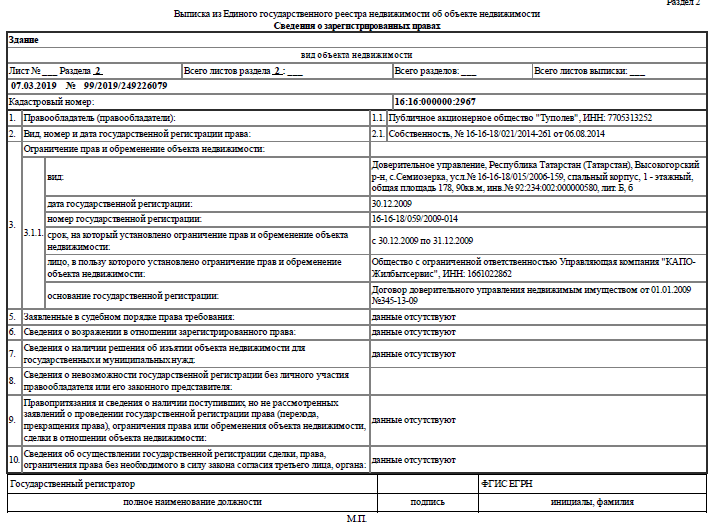 Раздел 2
Выписка из Единого государственного реестра недвижимости об объекте недвижимости
Сведения о зарегистрированных правах
Здание
вид объекта недвижимости
Лист № ___ Раздела 2 Всего листов раздела 2 : ___ Всего разделов: ___ Всего листов выписки: ___
07.03.2019 № 99/2019/249226079
Кадастровый номер: 16:16:000000:2967
1. Правообладатель (правообладатели): 1.1. Публичное акционерное общество "Туполев", ИНН: 7705313252
2. Вид, номер и дата государственной регистрации права: 2.1. Собственность, № 16-16-18/021/2014-261 от 06.08.2014
Ограничение прав и обременение объекта недвижимости:
3.
3.1.1.
вид:
Доверительное управление, Республика Татарстан (Татарстан), Высокогорский
р-н, с.Семиозерка, усл.№ 16-16-18/015/2006-159, спальный корпус, 1 - этажный,
общая площадь 178, 90кв.м, инв.№ 92:234:002:000000580, лит. Б, б
дата государственной регистрации: 30.12.2009
номер государственной регистрации: 16-16-18/059/2009-014
срок, на который установлено ограничение прав и обременение объекта
недвижимости:
с 30.12.2009 по 31.12.2009
лицо, в пользу которого установлено ограничение прав и обременение
объекта недвижимости:
Общество с ограниченной ответственностью Управляющая компания "КАПО-
Жилбытсервис", ИНН: 1661022862
основание государственной регистрации:
Договор доверительного управления недвижимым имуществом от 01.01.2009
№345-13-09
5. Заявленные в судебном порядке права требования: данные отсутствуют
6. Сведения о возражении в отношении зарегистрированного права: данные отсутствуют
7. Сведения о наличии решения об изъятии объекта недвижимости для
государственных и муниципальных нужд:
данные отсутствуют
8. Сведения о невозможности государственной регистрации без личного участия
правообладателя или его законного представителя:
9. Правопритязания и сведения о наличии поступивших, но не рассмотренных
заявлений о проведении государственной регистрации права (перехода,
прекращения права), ограничения права или обременения объекта недвижимости,
сделки в отношении объекта недвижимости:
данные отсутствуют
10. Сведения об осуществлении государственной регистрации сделки, права,
ограничения права без необходимого в силу закона согласия третьего лица, органа:
данные отсутствуют
Государственный регистратор ФГИС ЕГРН
полное наименование должности подпись инициалы, фамилия
М.П.